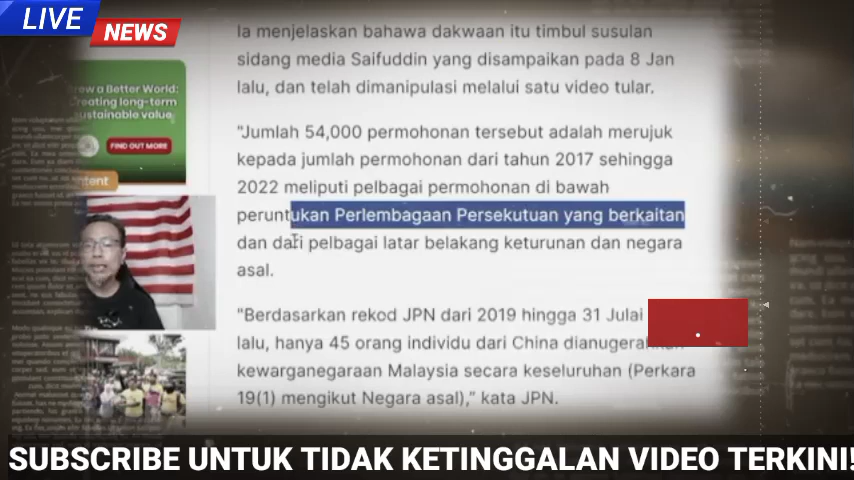 LIVE
NEWS
Ia menjelaskan bahawa dakwaan itu timbul susulan
sidang media Saifuddin yang disampaikan pada 8 Jan
lalu, dan telah dimanipulasi melalui satu video tular.
"Jumlah 54,000 permohonan tersebut adalah merujuk
kepada jumlah permohonan dari tahun 2017 sehingga
2022 meliputi pelbagai permohonan di bawah
peruntukan Perlembagaan Persekutuan yang berkaitan
dan dari pelbagai latar belakang keturunan dan negara
asal.
"Berdasarkan rekod JPN dari 2019 hingga 31 Julai
lalu, hanya 45 orang individu dari China dianugerahkan
kewarganegaraan Malaysia secara keseluruhan (Perkara
19(1) mengikut Negara asal)," kata JPN.
a Better World:
creating long-term
sustainable value
FIND OUT MORE
SUBSCRIBE UNTUK TIDAK KETINGGALAN VIDEO TERKINI!